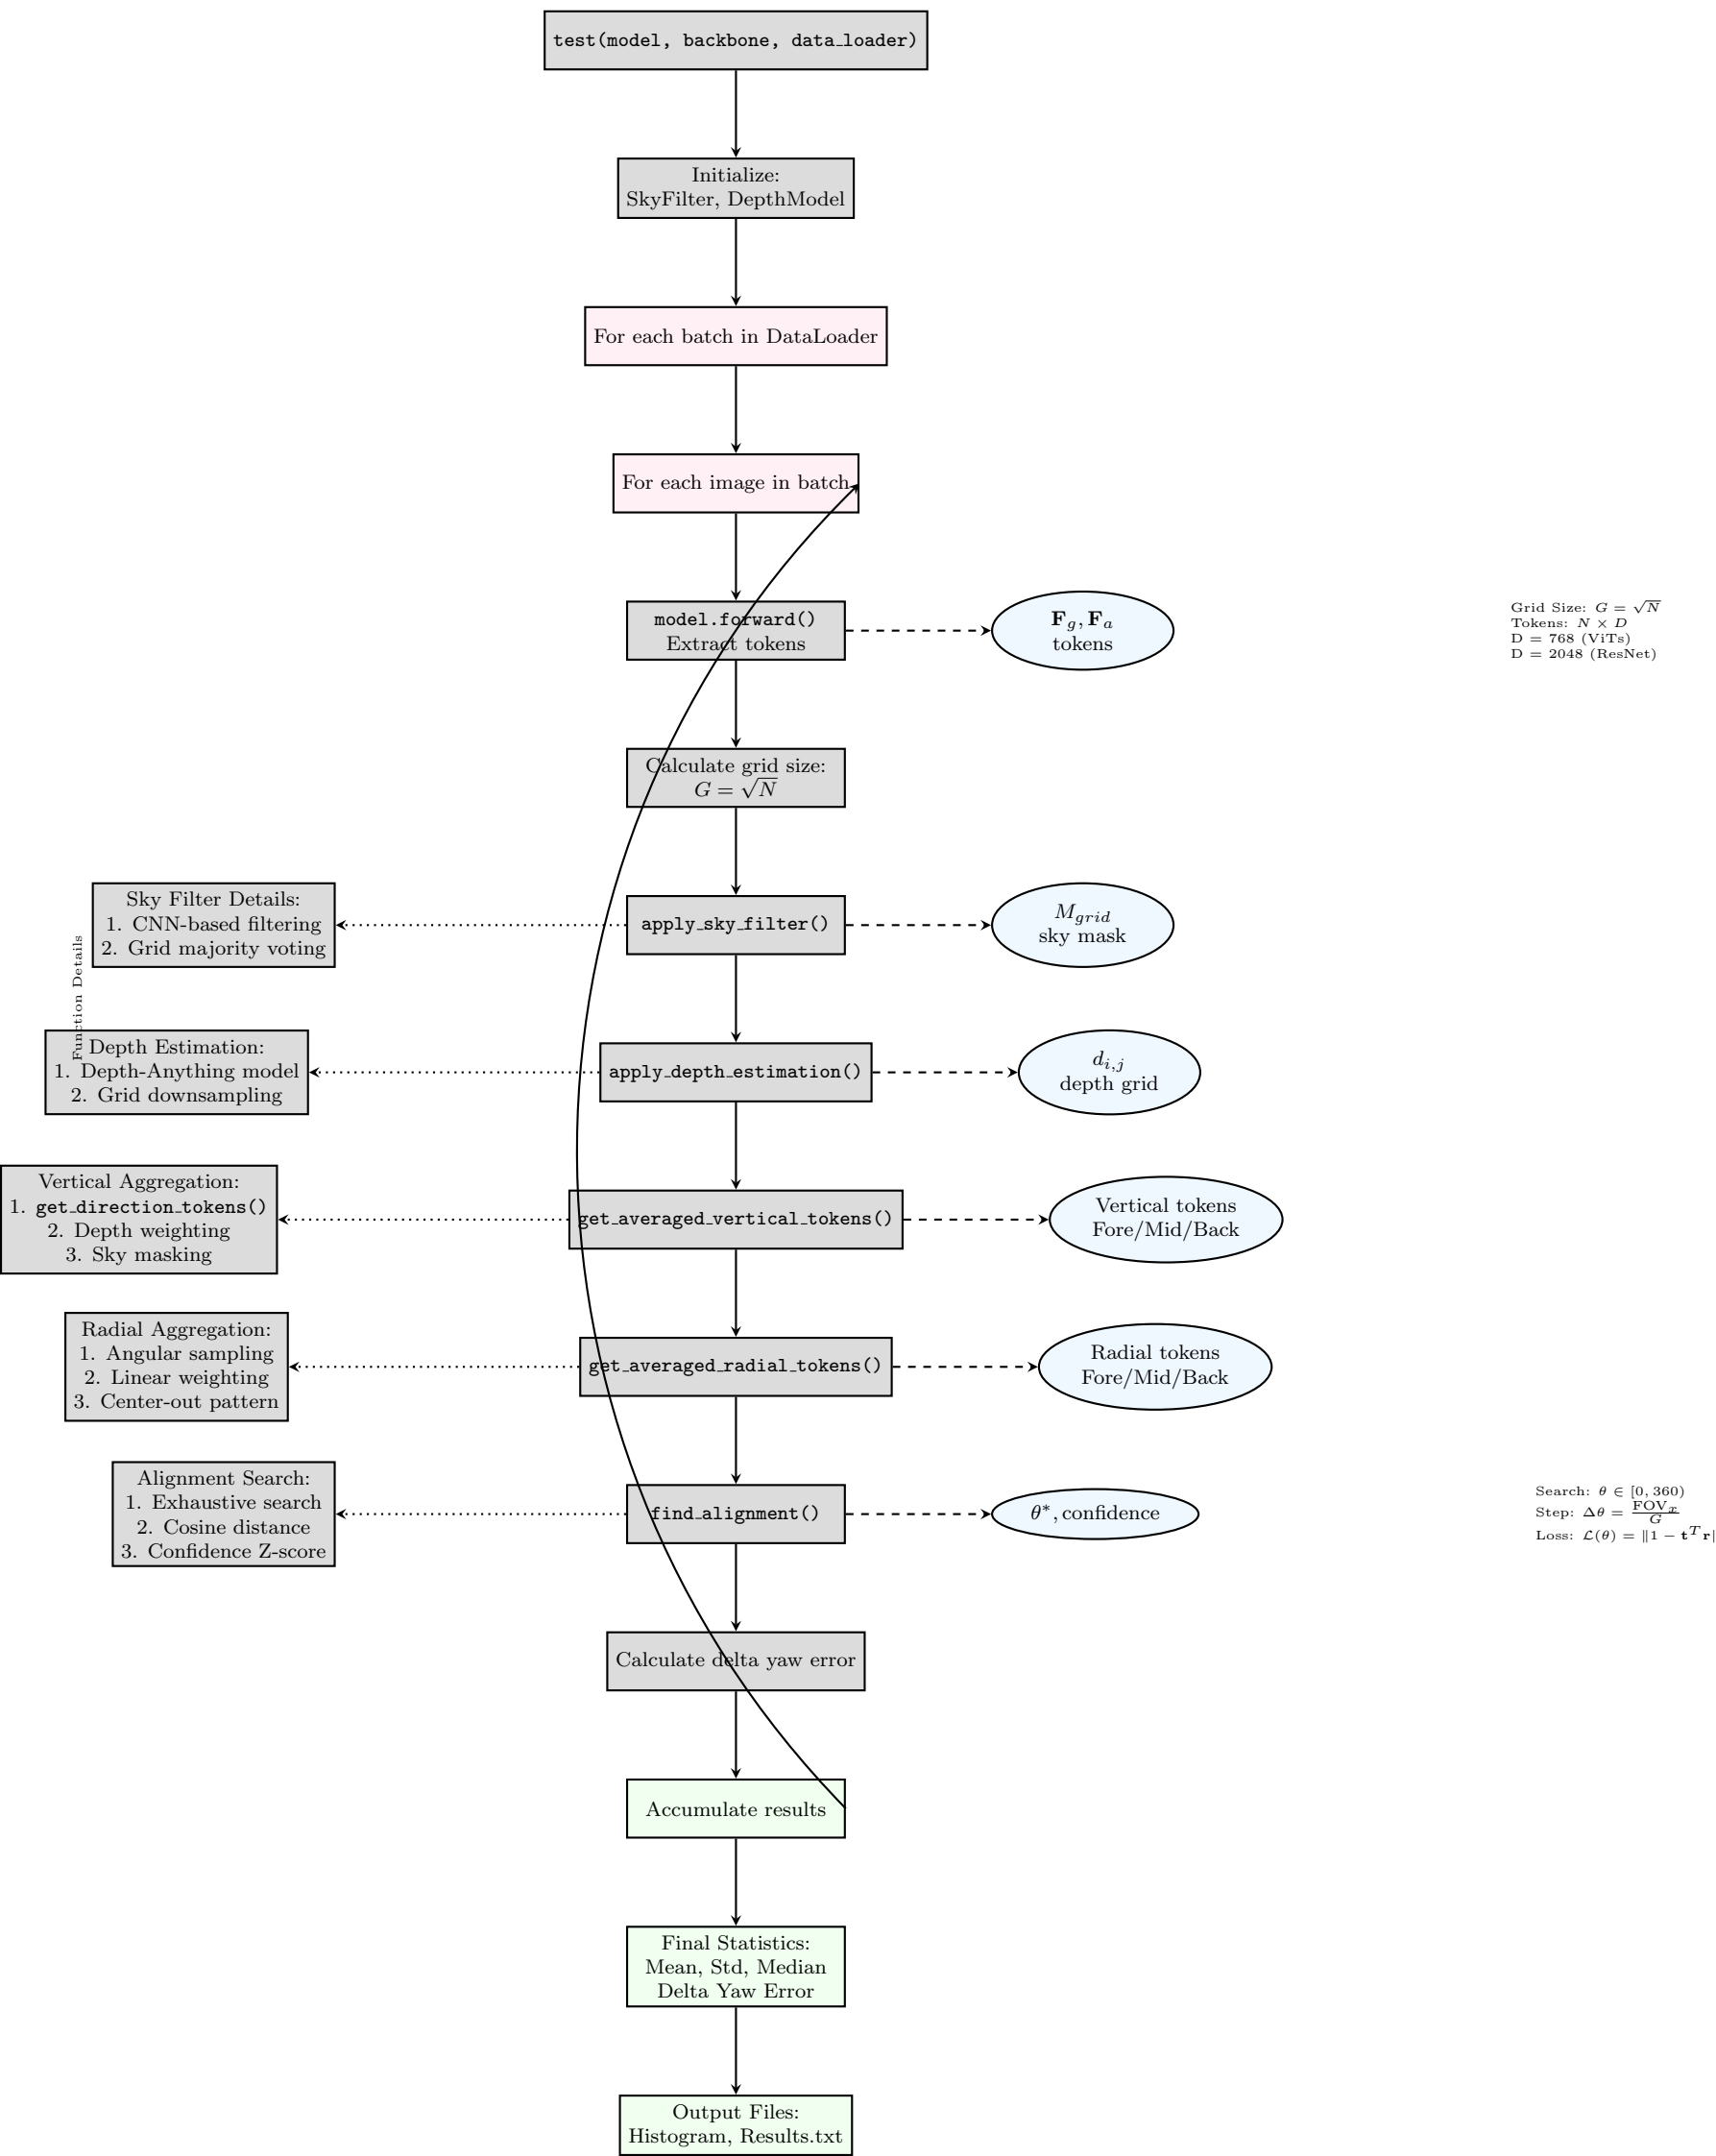 test(model, backbone, data_loader)
Initialize:
SkyFilter, DepthModel
For each batch in DataLoader
For each image in batch
model.forward()
Extract tokens
F_g, F_a
tokens
Grid Size: G = √N
Tokens: N × D
D = 768 (ViTs)
D = 2048 (ResNet)
Calculate grid size:
G = √N
Sky Filter Details:
1. CNN-based filtering
2. Grid majority voting
apply_sky_filter()
M_grid
sky mask
Function Details
Depth Estimation:
1. Depth-Anything model
2. Grid downsampling
apply_depth_estimation()
d_i,j
depth grid
Vertical Aggregation:
1. get_direction_tokens()
2. Depth weighting
3. Sky masking
get_averaged_vertical_tokens()
Vertical tokens
Fore/Mid/Back
Radial Aggregation:
1. Angular sampling
2. Linear weighting
3. Center-out pattern
get_averaged_radial_tokens()
Radial tokens
Fore/Mid/Back
Alignment Search:
1. Exhaustive search
2. Cosine distance
3. Confidence Z-score
find_alignment()
θ*, confidence
Search: θ ∈ [0, 360)
Step: Δθ = FOV_x/G
Loss: L(θ) = ∥1 − t^T r|
Calculate delta yaw error
Accumulate results
Final Statistics:
Mean, Std, Median
Delta Yaw Error
Output Files:
Histogram, Results.txt